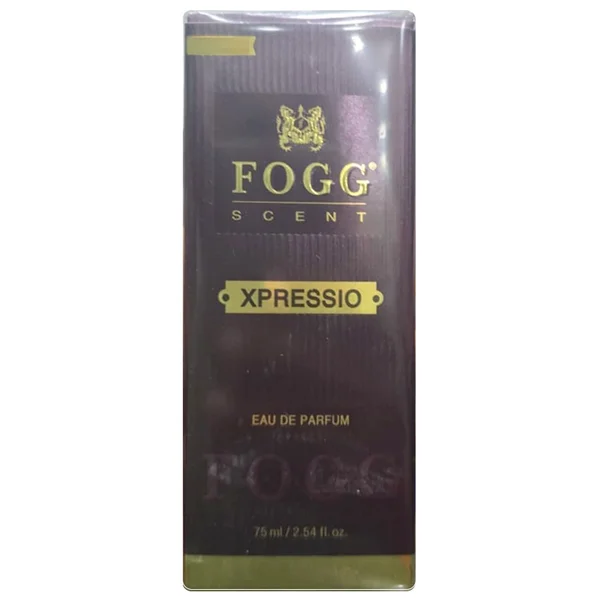 FOGG®
SCENT
XPRESSIO
EAU DE PARFUM
FOGG
75 ml / 2.54 fl. oz.